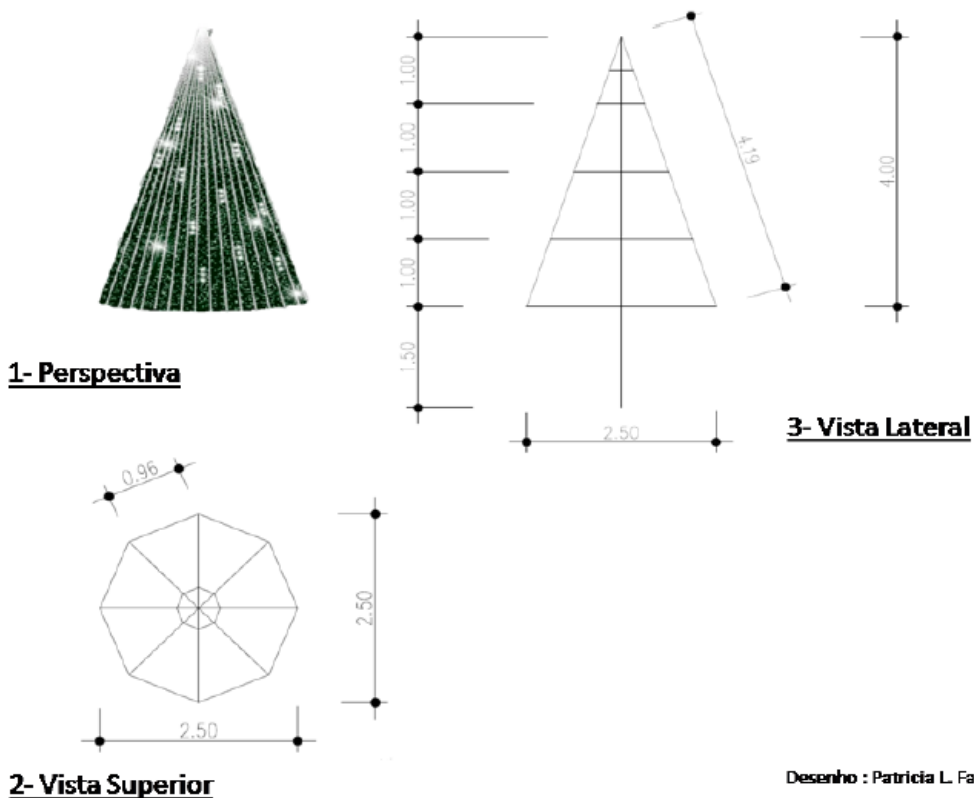 1.00
1.00
1.00
1.00
1.50
4.19
4.00
2.50
1- Perspectiva
3- Vista Lateral
0.96
2.50
2.50
2- Vista Superior
Desenho : Patricia L. Fa